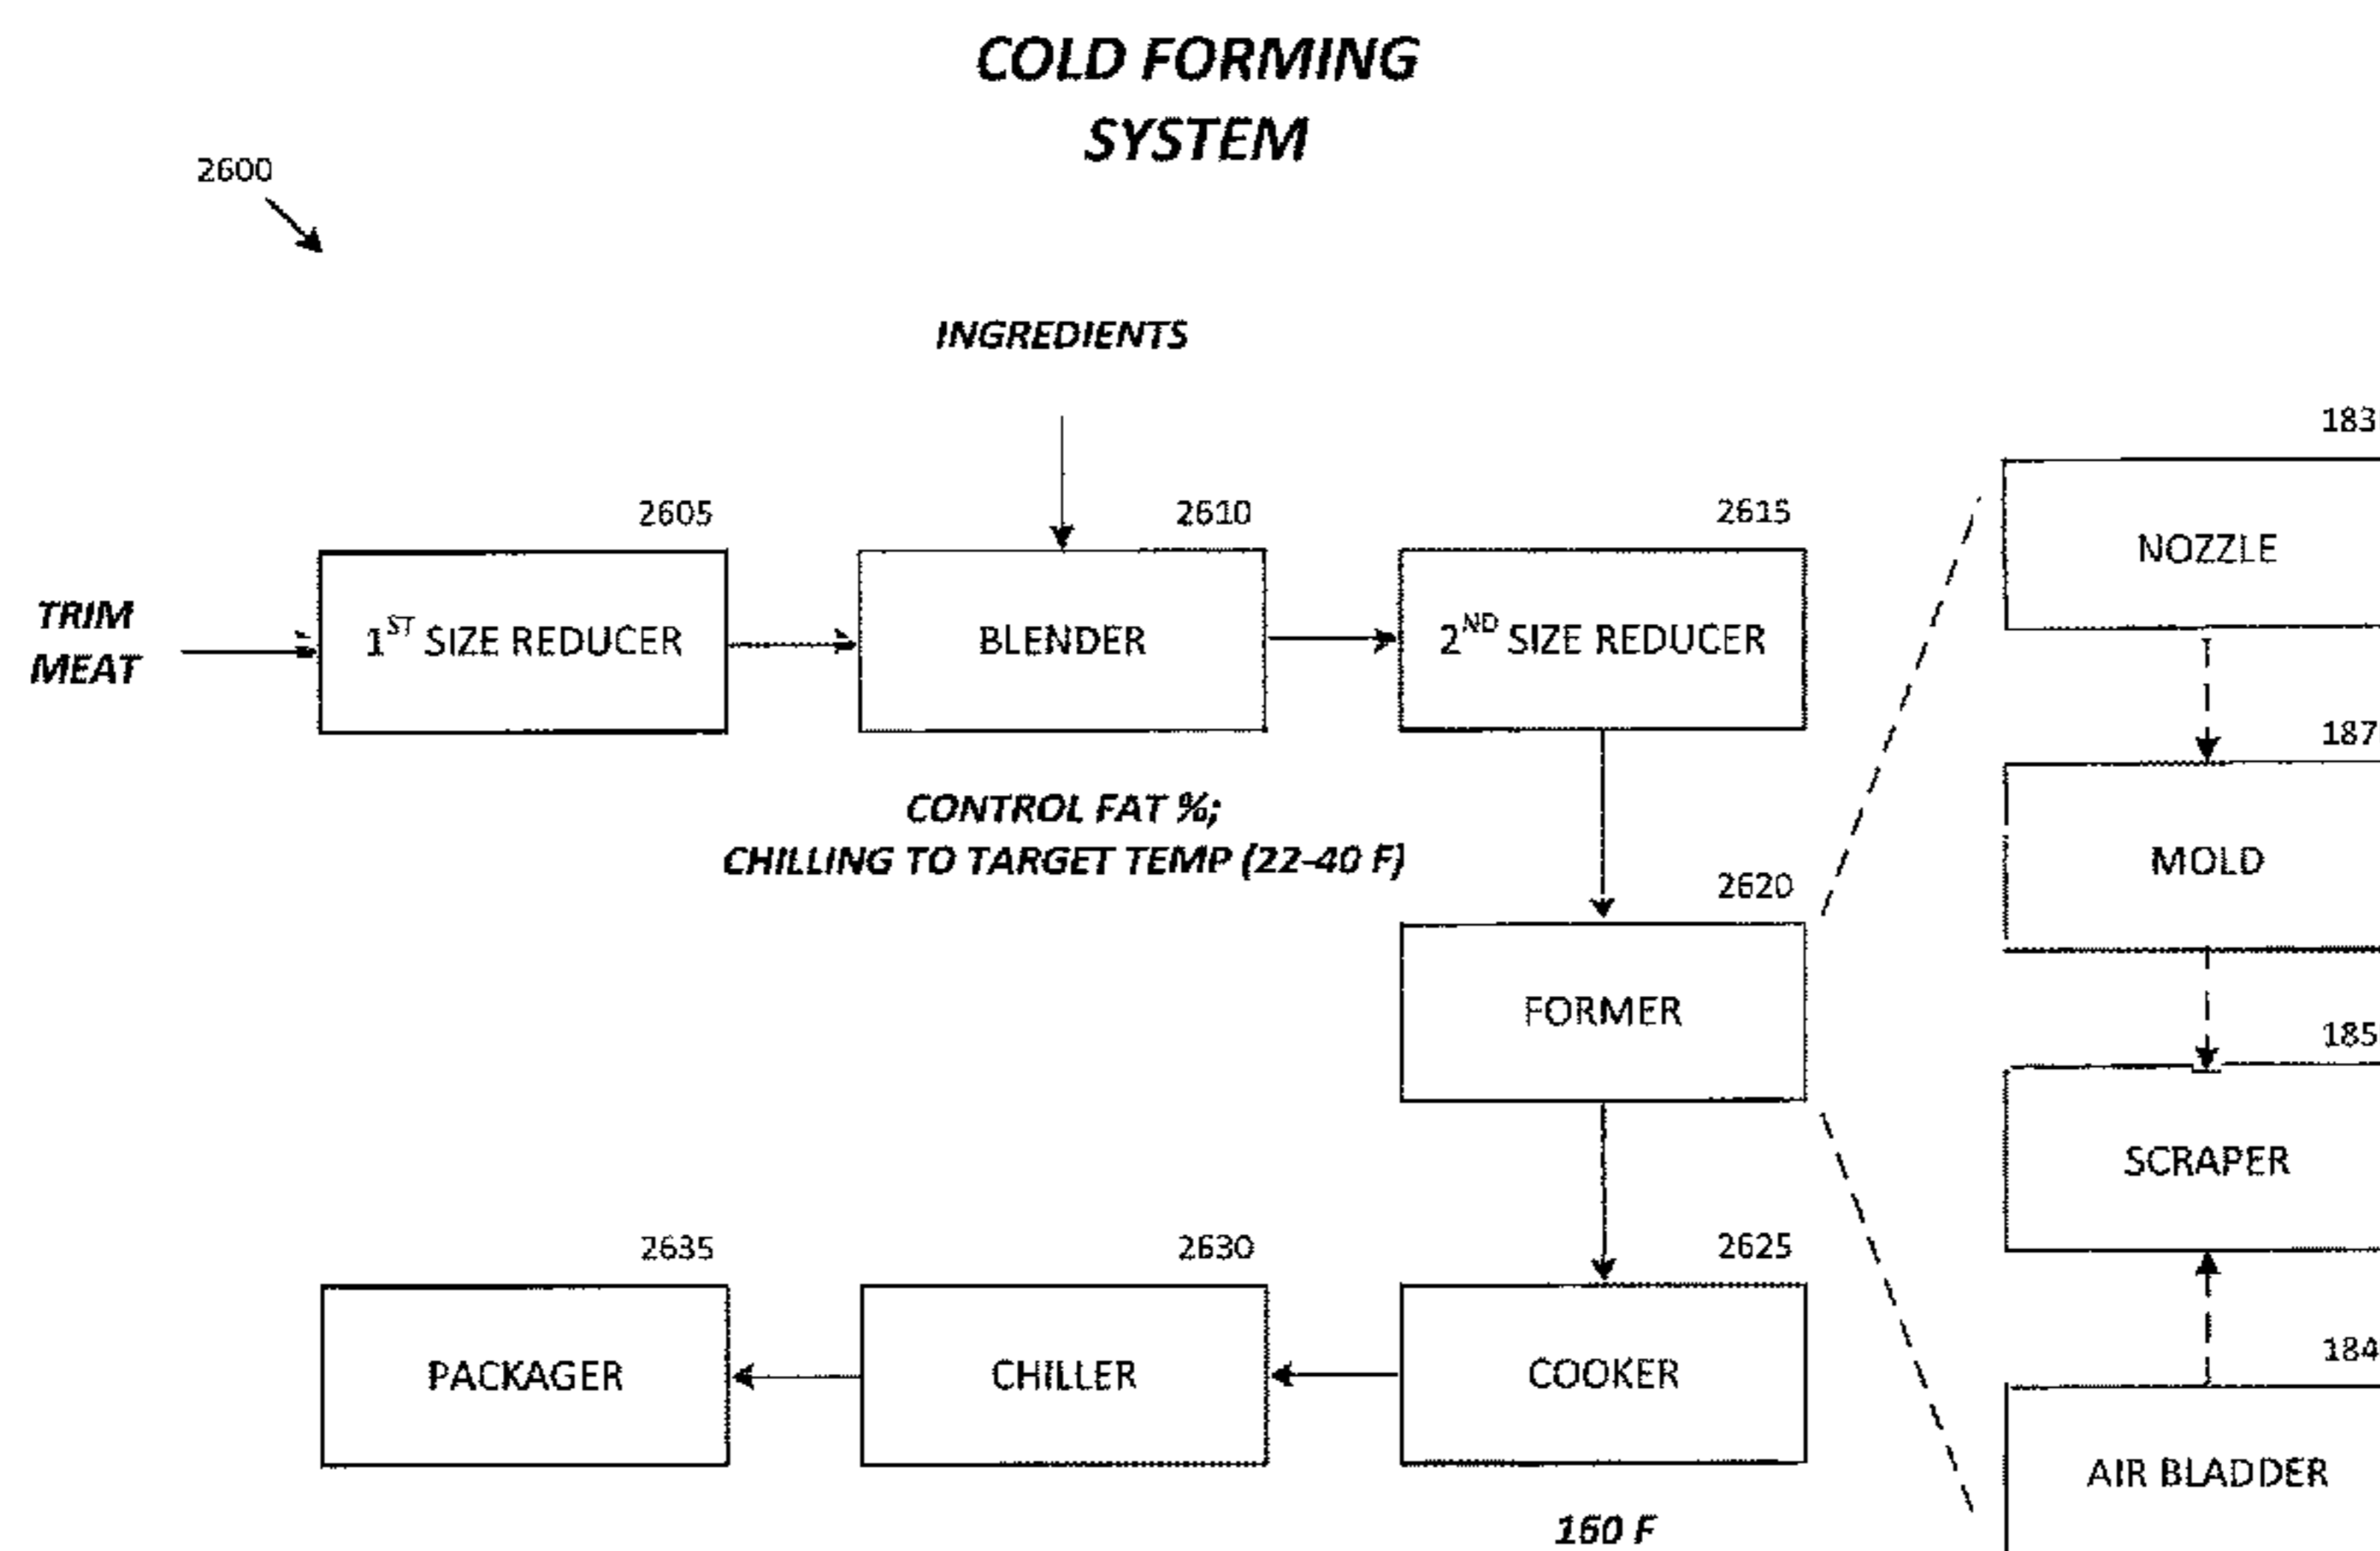 COLD FORMING
SYSTEM
2600
INGREDIENTS
183
2605
2610
2615
NOZZLE
TRIM
MEAT
1ST SIZE REDUCER
BLENDER
2ND SIZE REDUCER
187
CONTROL FAT %;
CHILLING TO TARGET TEMP (22-40 F)
MOLD
2620
FORMER
185
SCRAPER
2635
2630
2625
184
PACKAGER
CHILLER
COOKER
AIR BLADDER
160 F